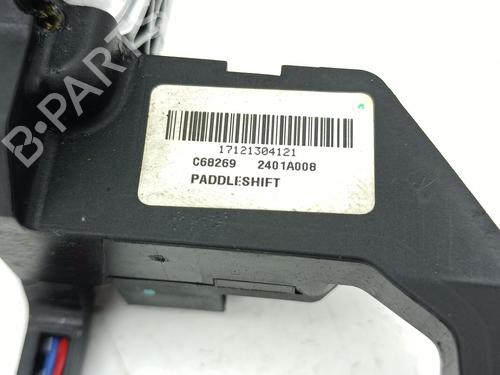 B-PARTS
17121304121
C68269 2401A008
PADDLESHIFT